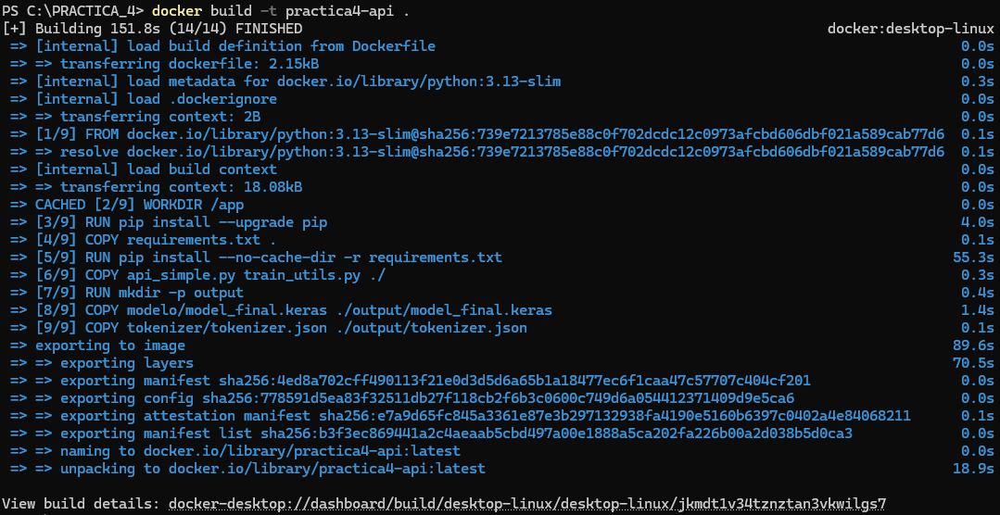 PS C:\PRACTICA_4> docker build -t practica4-api .
[+] Building 151.8s (14/14) FINISHED docker:desktop-linux
=> [internal] load build definition from Dockerfile 0.0s
=> => transferring dockerfile: 2.15kB 0.0s
=> [internal] load metadata for docker.io/library/python:3.13-slim 0.3s
=> [internal] load .dockerignore 0.0s
=> => transferring context: 2B 0.0s
=> [1/9] FROM docker.io/library/python:3.13-slim@sha256:739e7213785e88c0f702dcdc12c0973afcbd606dbf021a589cab77d6 0.1s
=> => resolve docker.io/library/python:3.13-slim@sha256:739e7213785e88c0f702dcdc12c0973afcbd606dbf021a589cab77d6 0.1s
=> [internal] load build context 0.0s
=> => transferring context: 18.08kB 0.0s
=> CACHED [2/9] WORKDIR /app 0.0s
=> [3/9] RUN pip install --upgrade pip 4.0s
=> [4/9] COPY requirements.txt . 0.1s
=> [5/9] RUN pip install --no-cache-dir -r requirements.txt 55.3s
=> [6/9] COPY api_simple.py train_utils.py ./ 0.3s
=> [7/9] RUN mkdir -p output 0.4s
=> [8/9] COPY modelo/model_final.keras ./output/model_final.keras 1.4s
=> [9/9] COPY tokenizer/tokenizer.json ./output/tokenizer.json 0.1s
=> exporting to image 89.6s
=> => exporting layers 70.5s
=> => exporting manifest sha256:4ed8a702cff490113f21e0d3d5d6a65b1a18477ec6f1caa47c57707c404cf201 0.0s
=> => exporting config sha256:778591d5ea83f32511db27f118cb2f6b3c0600c749d6a054412371409d9e5ca6 0.0s
=> => exporting attestation manifest sha256:e7a9d65fc845a3361e87e3b297132938fa4190e5160b6397c0402a4e84068211 0.1s
=> => exporting manifest list sha256:b3f3ec869441a2c4aeaab5cbd497a00e1888a5ca202fa226b00a2d038b5d0ca3 0.0s
=> => naming to docker.io/library/practica4-api:latest 0.0s
=> => unpacking to docker.io/library/practica4-api:latest 18.9s
View build details: docker-desktop://dashboard/build/desktop-linux/desktop-linux/jkmdt1v34tznztan3vkwilgs7